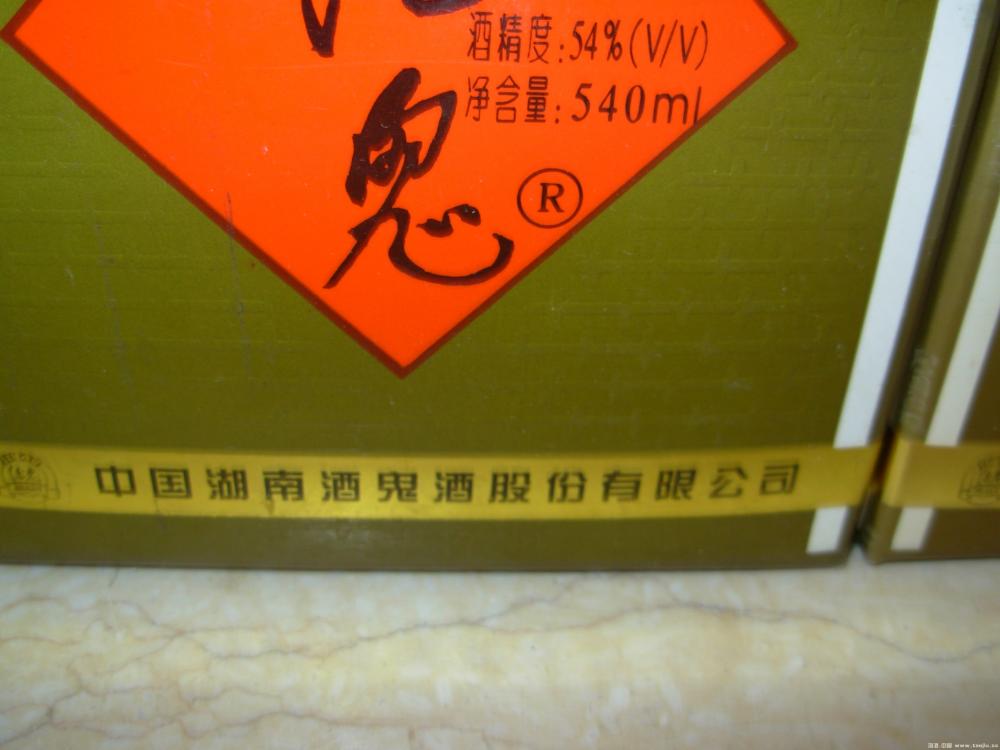 酒精度:54%(V/V)
净含量:540ml
鬼
®
中国湖南酒鬼酒股份有限公司